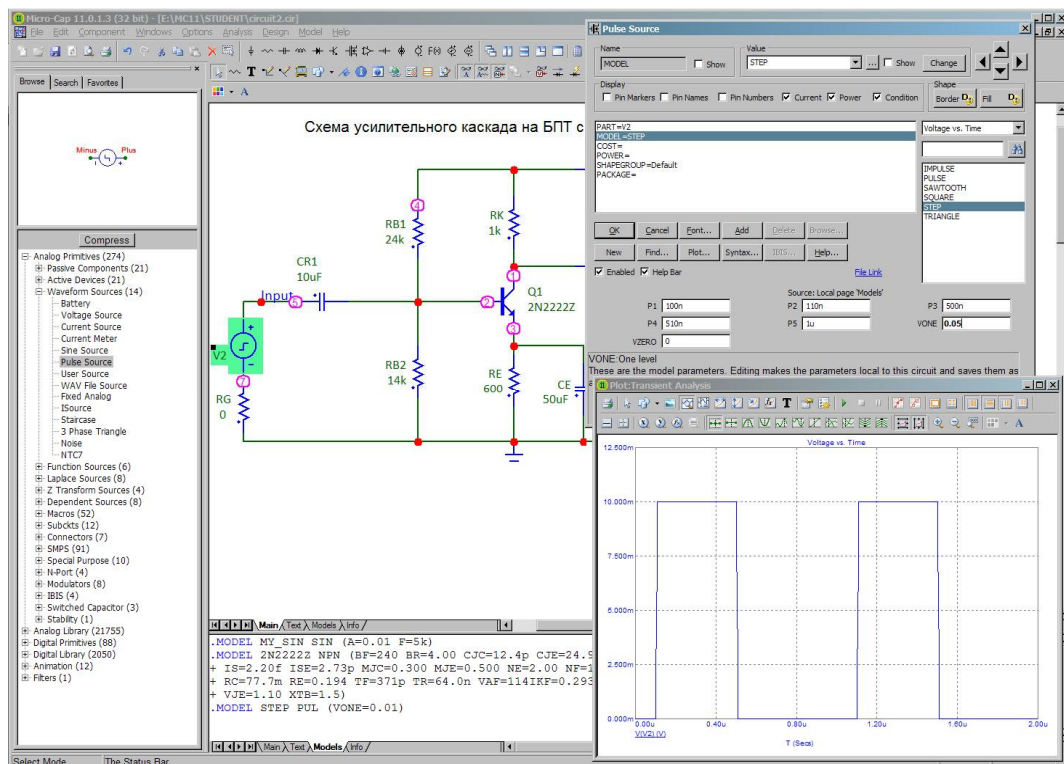 Micro-Cap 11.0.1.3 (32 bit) - [E:\MC11\STUDENT\circuit2.cir]
File Edit Component Windows Options Analysis Design Model Help
Browse Search Favorites
Minus Plus
Compress
Analog Primitives (274)
Passive Components (21)
Active Devices (21)
Waveform Sources (14)
Battery
Voltage Source
Current Source
Current Meter
Sine Source
Pulse Source
User Source
WAV File Source
Fixed Analog
ISource
Staircase
3 Phase Triangle
Noise
NTC7
Function Sources (6)
Laplace Sources (8)
Z Transform Sources (4)
Dependent Sources (8)
Macros (52)
Subckts (12)
Connectors (7)
SMPS (91)
Special Purpose (10)
N-Port (4)
Modulators (8)
IBIS (4)
Switched Capacitor (3)
Stability (1)
Analog Library (21755)
Digital Primitives (88)
Digital Library (2050)
Animation (12)
Filters (1)
Схема усилительного каскада на БПТ с
4
RB1
24k
RK
1k
CR1
10uF
Input
5
1
Q1
2N2222Z
2
3
V2
7
RG
0
RB2
14k
RE
600
CE
50uF
Main Text Models Info
.MODEL MY_SIN SIN (A=0.01 F=5k)
.MODEL 2N2222Z NPN (BF=240 BR=4.00 CJC=12.4p CJE=24.9
+ IS=2.20f ISE=2.73p MJC=0.300 MJE=0.500 NE=2.00 NF=1
+ RC=77.7m RE=0.194 TF=371p TR=64.0n VAF=114IKF=0.293
+ VJE=1.10 XTB=1.5)
.MODEL STEP PUL (VONE=0.01)
Main Text Models Info
Select Mode The Status Bar
Pulse Source
Name
MODEL Show
Value
STEP ... Show Change
Display
Pin Markers Pin Names Pin Numbers Current Power Condition
Shape
Border Fill
PART=V2
MODEL=STEP
COST=
POWER=
SHAPEGROUP=Default
PACKAGE=
Voltage vs. Time
IMPULSE
PULSE
SAWTOOTH
SQUARE
STEP
TRIANGLE
OK Cancel Font... Add Delete Browse...
New Find... Plot... Syntax... IBIS... Help...
Enabled Help Bar File Link
Source: Local page 'Models'
P1 100n P2 110n P3 500n
P4 510n P5 1u VONE 0.05
VZERO 0
VONE:One level
These are the model parameters. Editing makes the parameters local to this circuit and saves them as
Plot:Transient Analysis
Voltage vs. Time
12.500m
10.000m
7.500m
5.000m
2.500m
0.000m
0.00u 0.40u 0.80u 1.20u 1.60u 2.00u
V(V2) (V)
T (Secs)